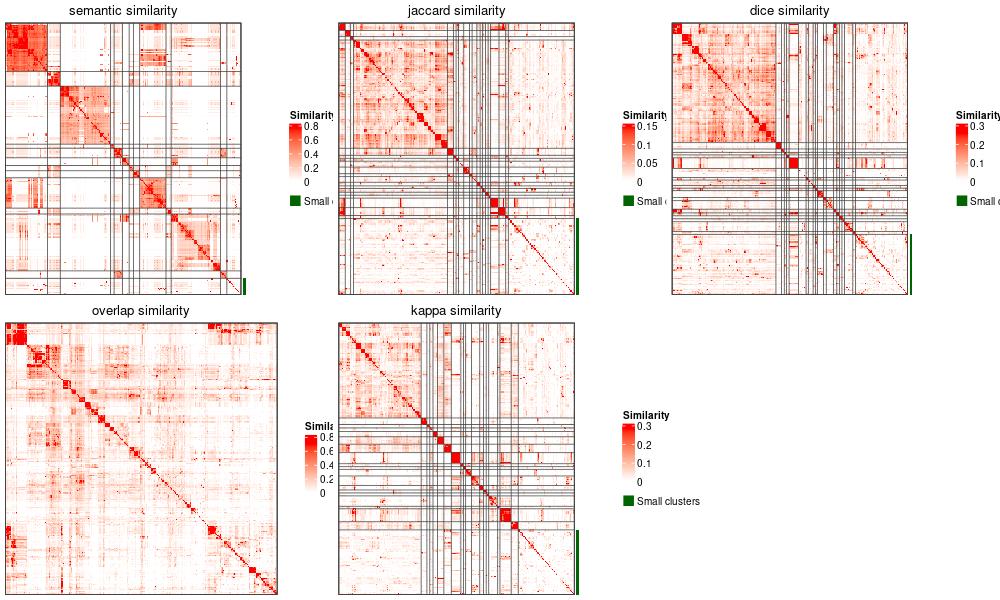 semantic similarity
jaccard similarity
dice similarity
Similarity
0.8
0.6
0.4
0.2
0
Small
Similarity
0.15
0.1
0.05
0
Small
Similarity
0.3
0.2
0.1
0
Small
overlap similarity
kappa similarity
Simila
0.8
0.6
0.4
0.2
0
Similarity
0.3
0.2
0.1
0
Small clusters